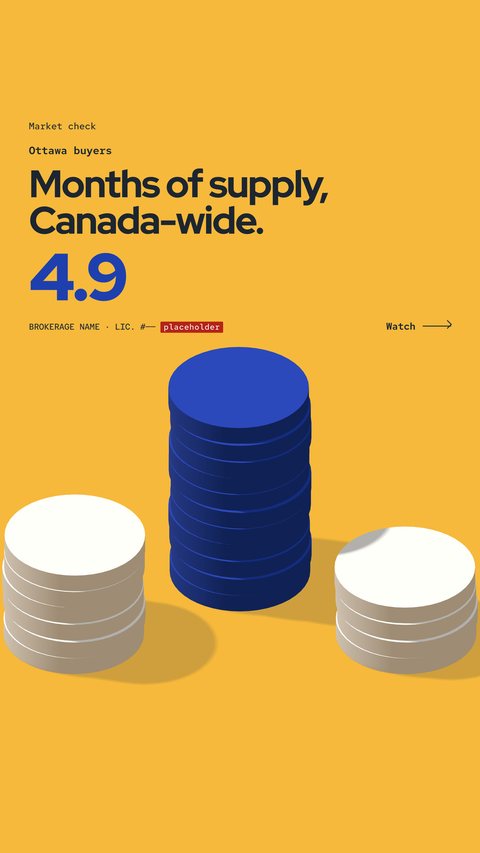 Market check
Ottawa buyers
Months of supply,
Canada-wide.
4.9
BROKERAGE NAME · LIC. #— placeholder
Watch